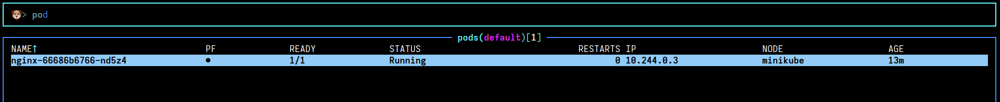 🐶> pod
pods(default)[1]
NAME↑ PF READY STATUS RESTARTS IP NODE AGE
nginx-66686b6766-nd5z4 ● 1/1 Running 0 10.244.0.3 minikube 13m